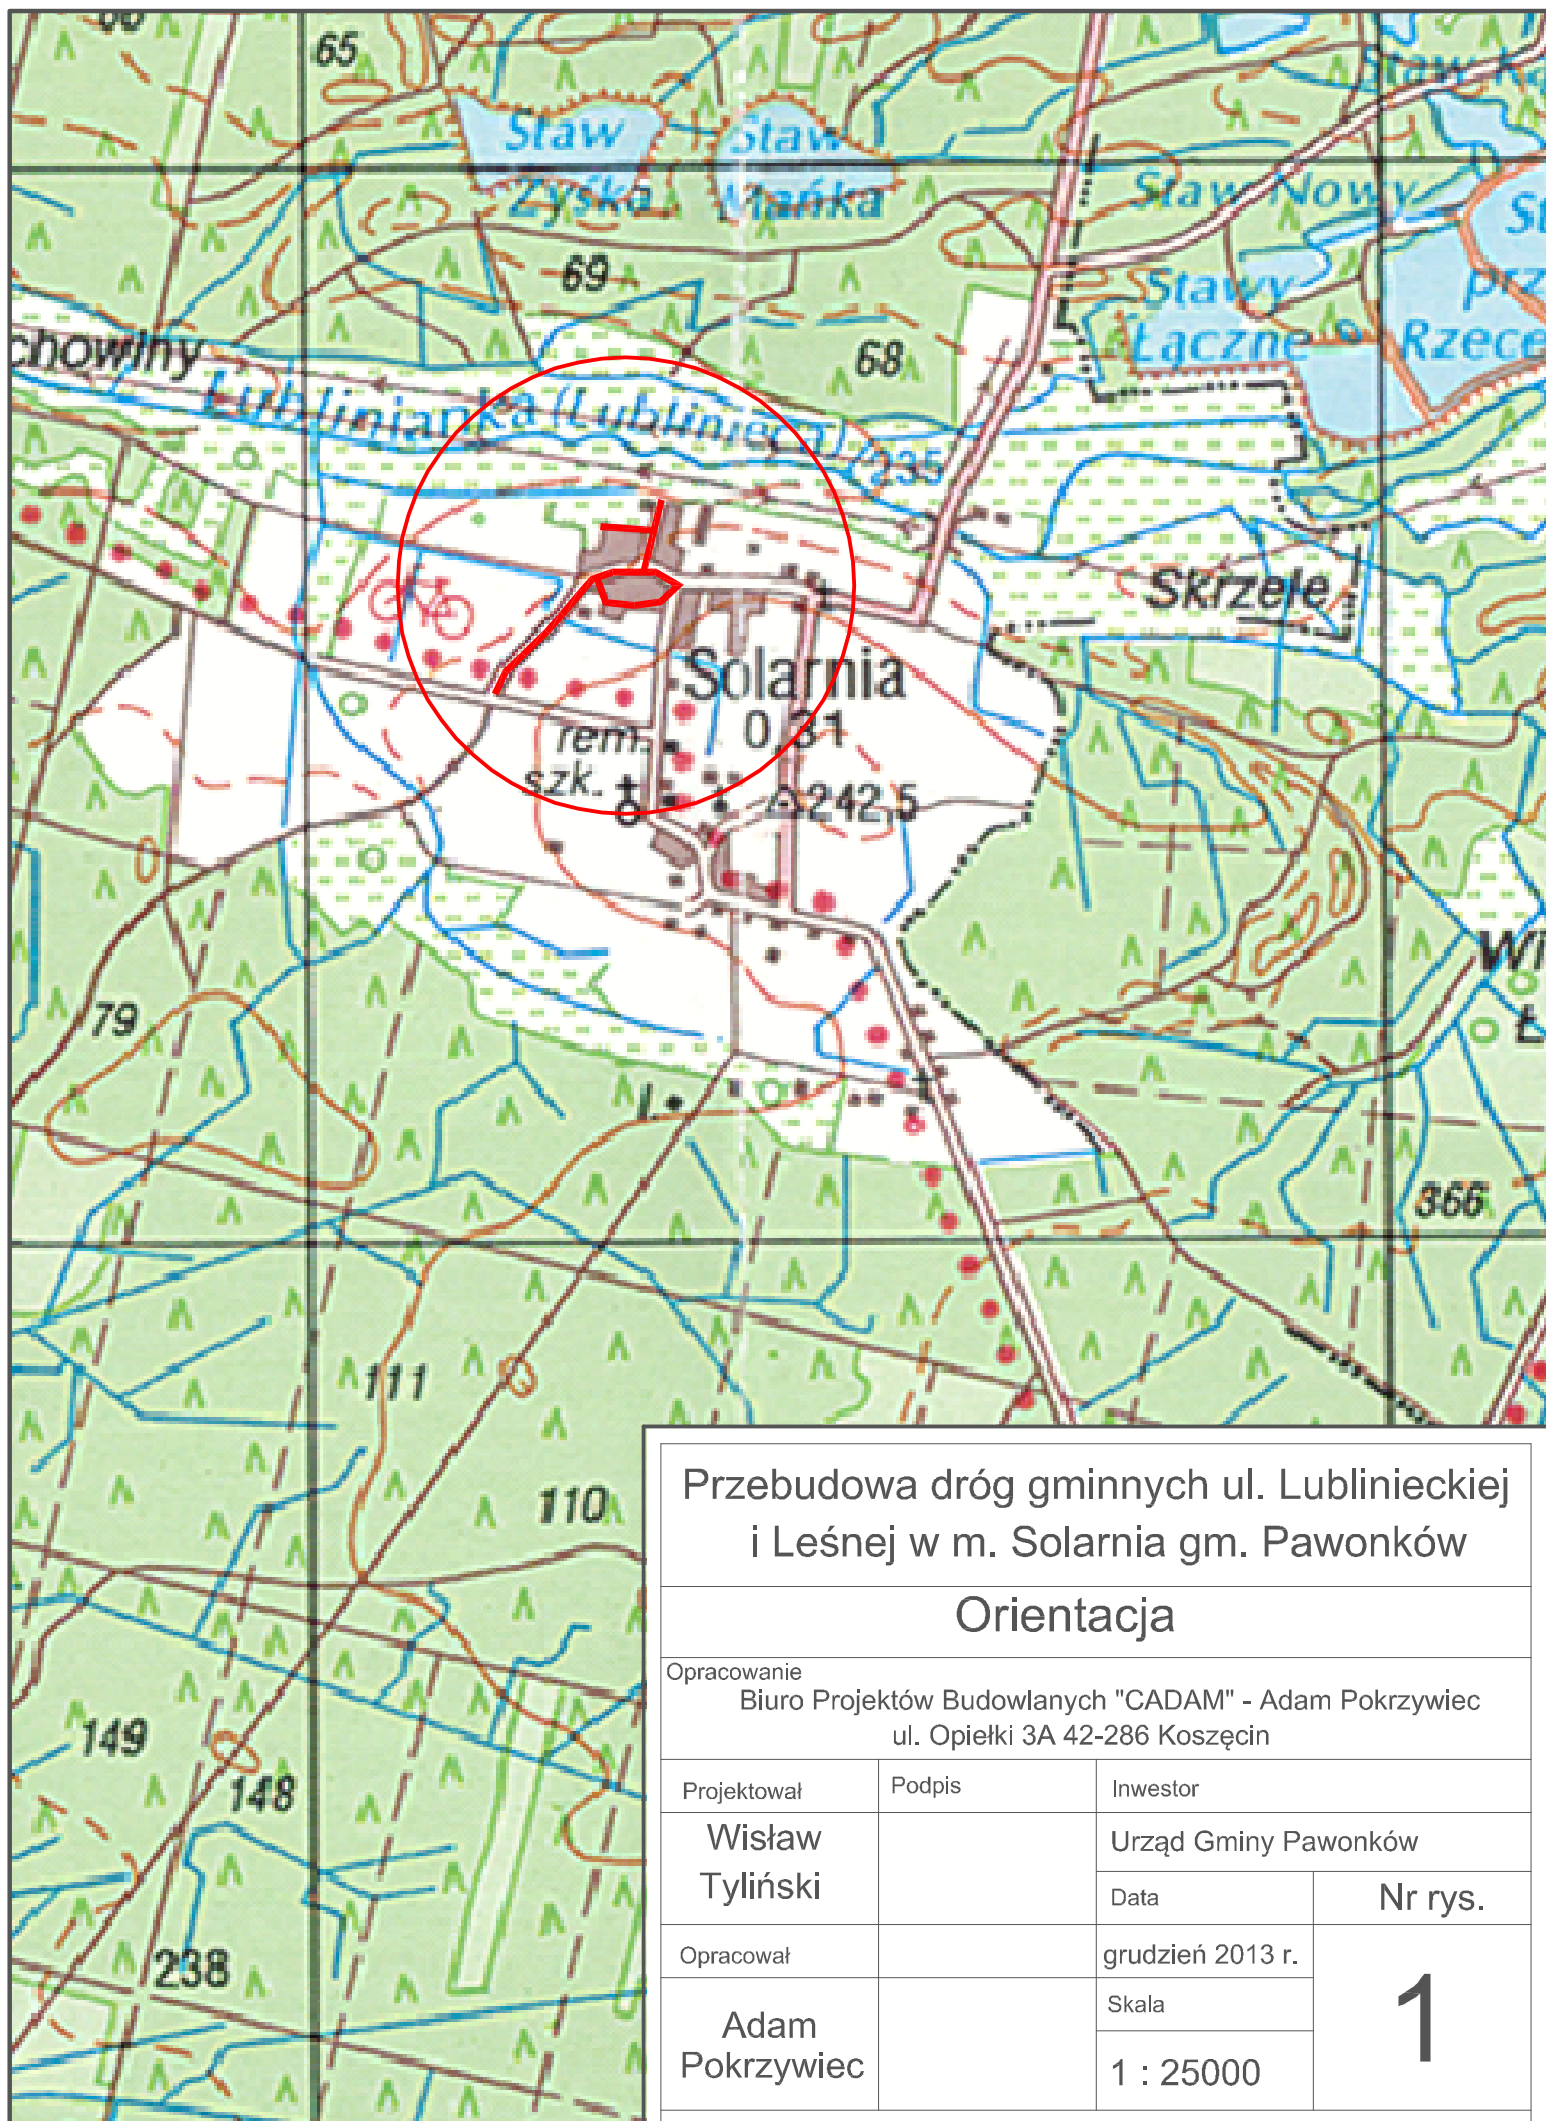 65
Staw
Zyśka
Staw
Mańka
Staw Nowy
69
Stawy
Łączne
Rzece
68
chowiny
Lublinianka (Lublinica)
235
Skrzele
Solarnia
0,31
rem.
szk.
242,5
79
l.
366
111
110
149
148
238
Przebudowa dróg gminnych ul. Lublinieckiej
i Leśnej w m. Solarnia gm. Pawonków
Orientacja
Opracowanie
Biuro Projektów Budowlanych "CADAM" - Adam Pokrzywiec
ul. Opiełki 3A 42-286 Koszęcin
Projektował
Podpis
Inwestor
Wisław
Tyliński
Urząd Gminy Pawonków
Data
Nr rys.
Opracował
grudzień 2013 r.
1
Skala
Adam
Pokrzywiec
1 : 25000